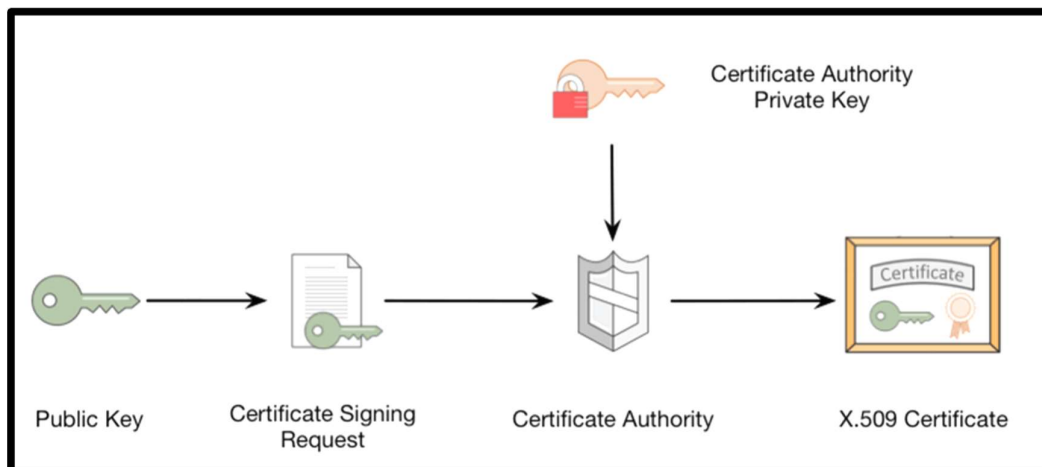 Certificate Authority
Private Key
Certificate
Public Key
Certificate Signing
Request
Certificate Authority
X.509 Certificate